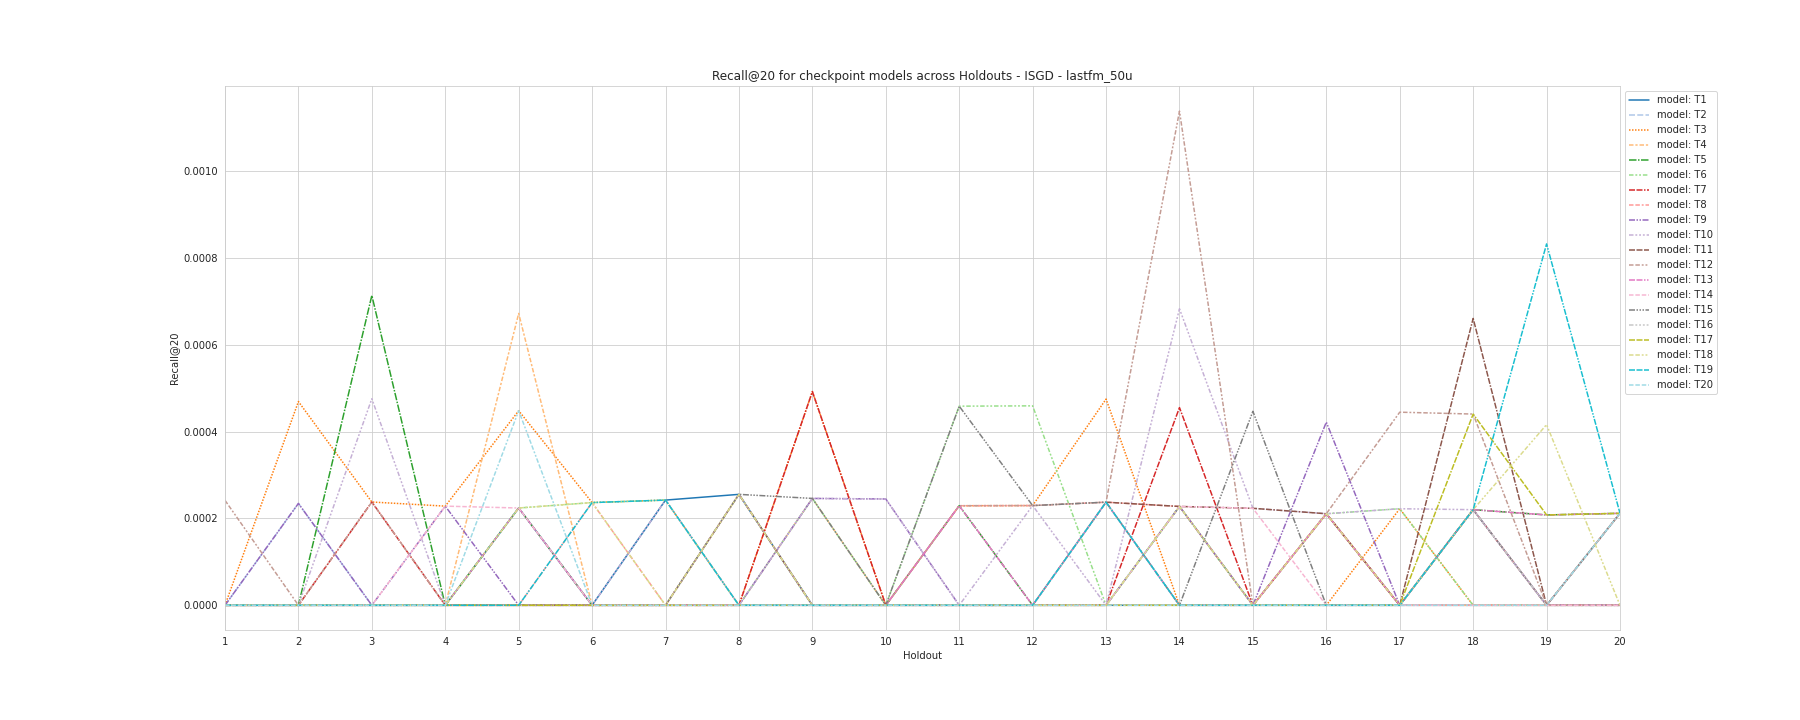 Recall@20 for checkpoint models across Holdouts - ISGD - lastfm_50u
model: T1
model: T2
model: T3
model: T4
model: T5
model: T6
model: T7
model: T8
model: T9
model: T10
model: T11
model: T12
model: T13
model: T14
model: T15
model: T16
model: T17
model: T18
model: T19
model: T20
0.0010
0.0008
0.0006
0.0004
0.0002
0.0000
Recall@20
1 2 3 4 5 6 7 8 9 10 11 12 13 14 15 16 17 18 19 20
Holdout